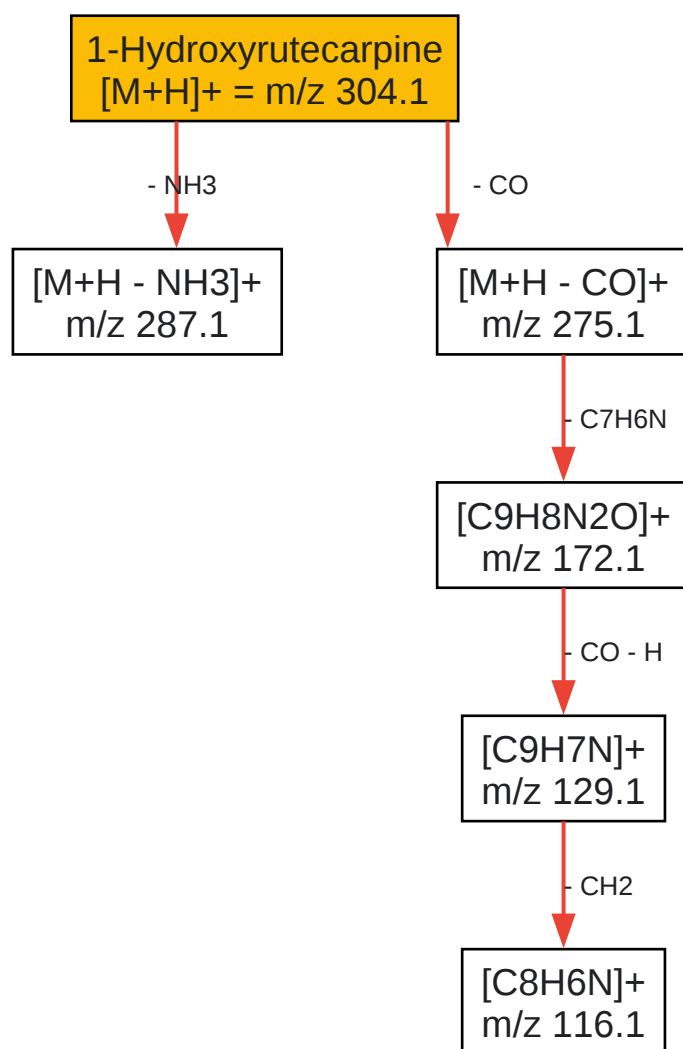 1-Hydroxyrutecarpine
[M+H]+ = m/z 304.1
- NH3
- CO
[M+H - NH3]+
m/z 287.1
[M+H - CO]+
m/z 275.1
- C7H6N
[C9H8N2O]+
m/z 172.1
- CO - H
[C9H7N]+
m/z 129.1
- CH2
[C8H6N]+
m/z 116.1